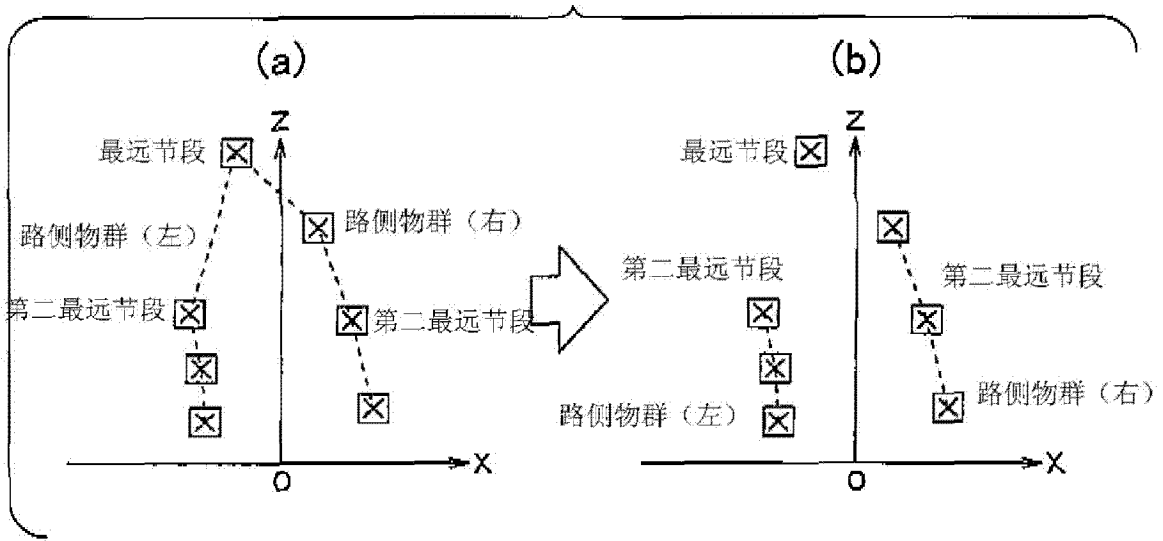 (a)
Z
最远节段
路侧物群（左）
路侧物群（右）
第二最远节段
第二最远节段
X
O
(b)
Z
最远节段
第二最远节段
第二最远节段
路侧物群（左）
路侧物群（右）
X
O